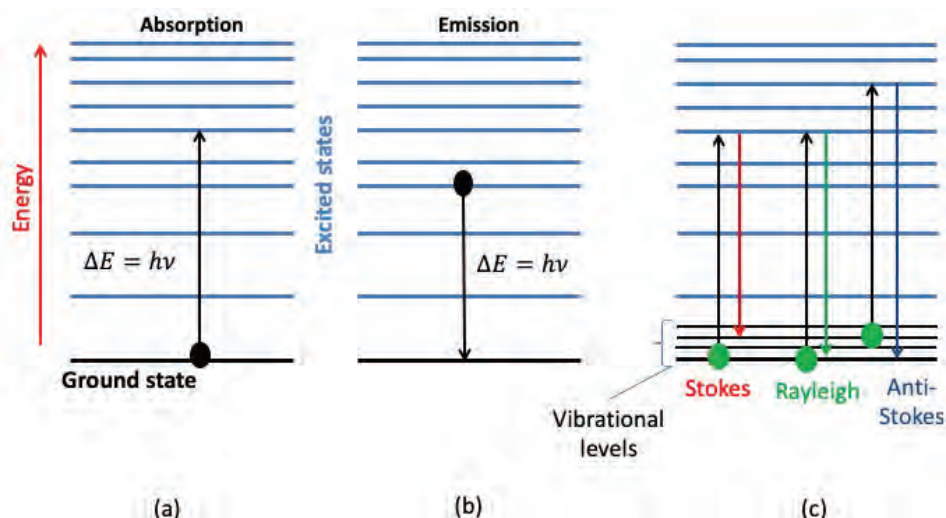 Absorption
Emission
Energy
Excited states
ΔE = hν
ΔE = hν
Ground state
Stokes
Rayleigh
Anti-
Stokes
Vibrational
levels
(a)
(b)
(c)